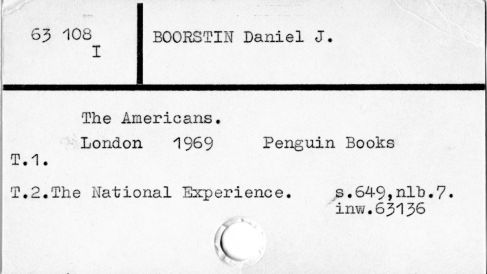 63 108
I
BOORSTIN Daniel J.
The Americans.
London 1969 Penguin Books
T.1.
T.2.The National Experience. s.649,nlb.7.
inw.63136